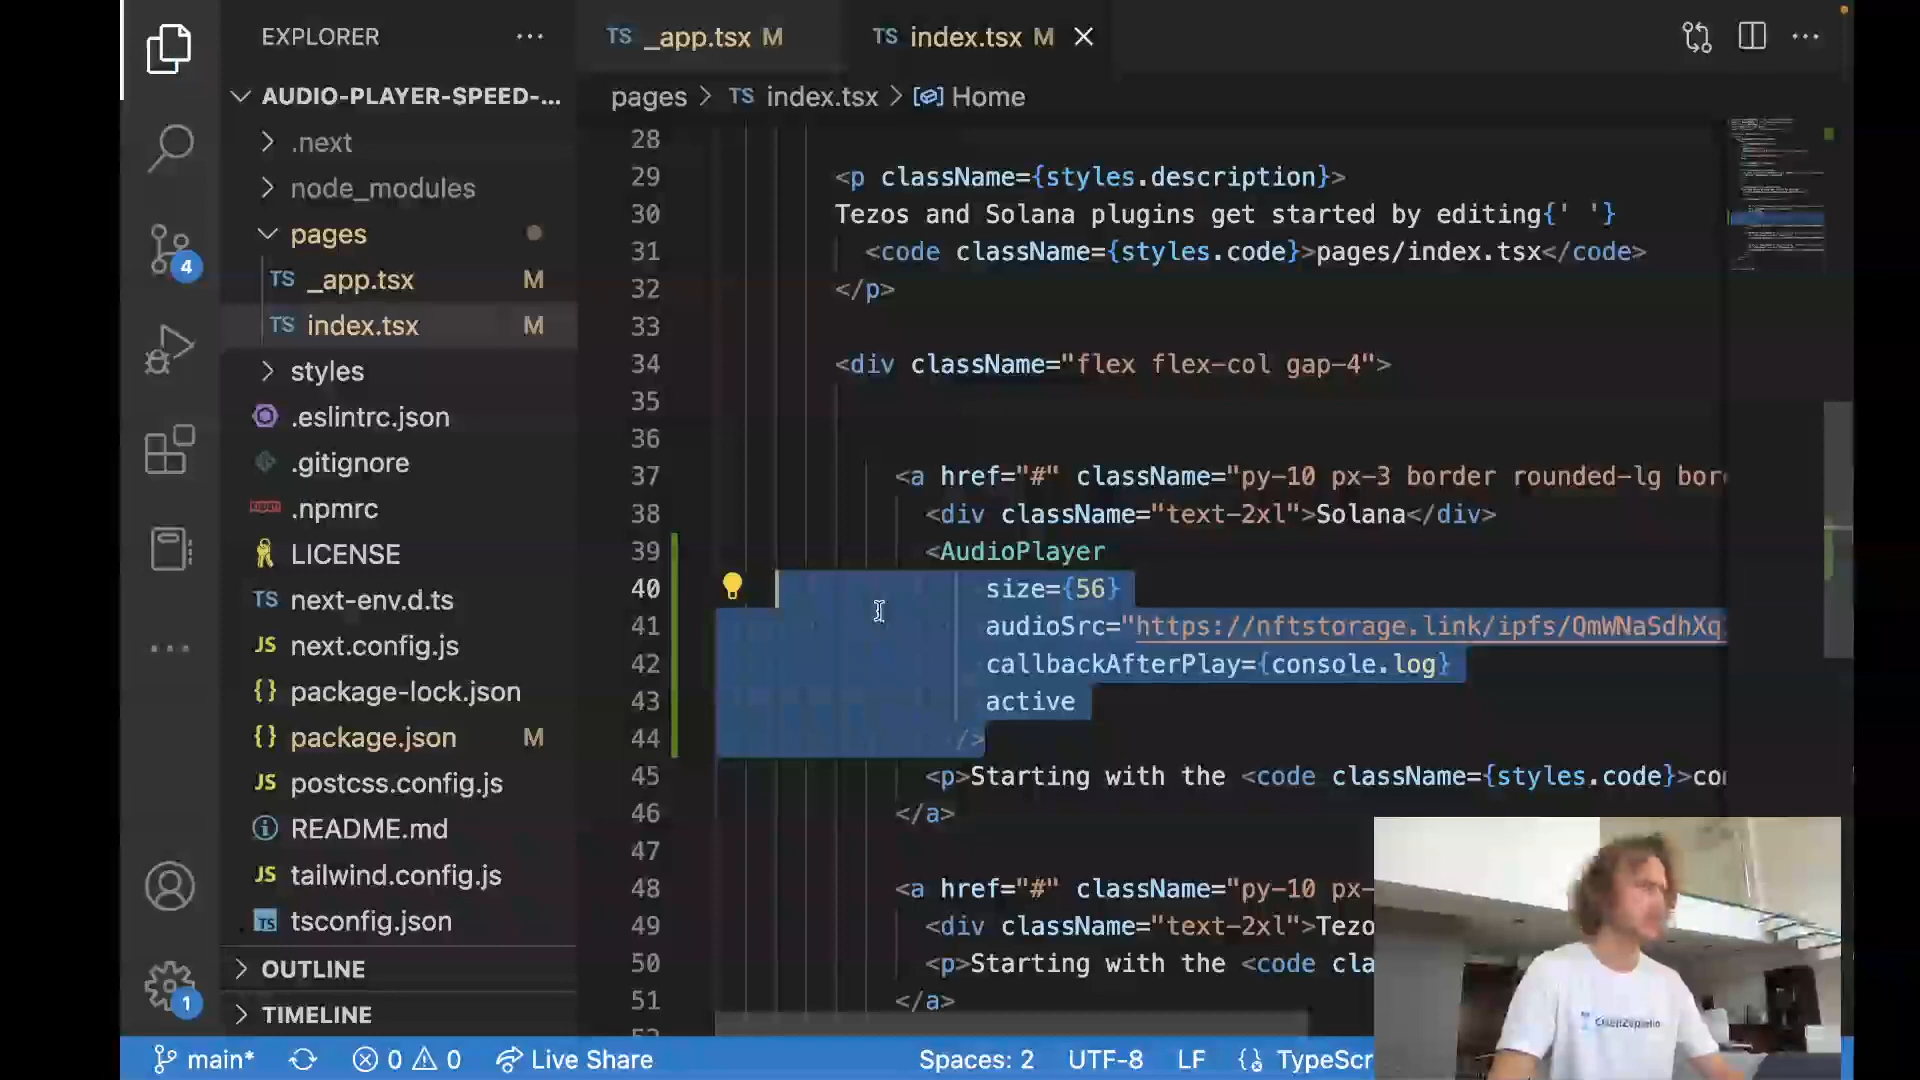 EXPLORER
TS _app.tsx M
TS index.tsx M
AUDIO-PLAYER-SPEED-...
pages > TS index.tsx > Home
.next
node_modules
pages
TS _app.tsx M
TS index.tsx M
styles
.eslintrc.json
.gitignore
.npmrc
LICENSE
TS next-env.d.ts
JS next.config.js
{} package-lock.json
{} package.json M
JS postcss.config.js
README.md
JS tailwind.config.js
TS tsconfig.json
OUTLINE
TIMELINE
4
1
28
29 <p className={styles.description}>
30 Tezos and Solana plugins get started by editing{' '}
31 <code className={styles.code}>pages/index.tsx</code>
32 </p>
33
34 <div className="flex flex-col gap-4">
35
36
37 <a href="#" className="py-10 px-3 border rounded-lg bor
38 <div className="text-2xl">Solana</div>
39 <AudioPlayer
40 size={56}
41 audioSrc="https://nftstorage.link/ipfs/QmWNaSdhXq
42 callbackAfterPlay={console.log}
43 active
44 />
45 <p>Starting with the <code className={styles.code}>co
46 </a>
47
48 <a href="#" className="py-10 px-
49 <div className="text-2xl">Tezo
50 <p>Starting with the <code cla
51 </a>
main* 0 0 Live Share Spaces: 2 UTF-8 LF {} TypeScr